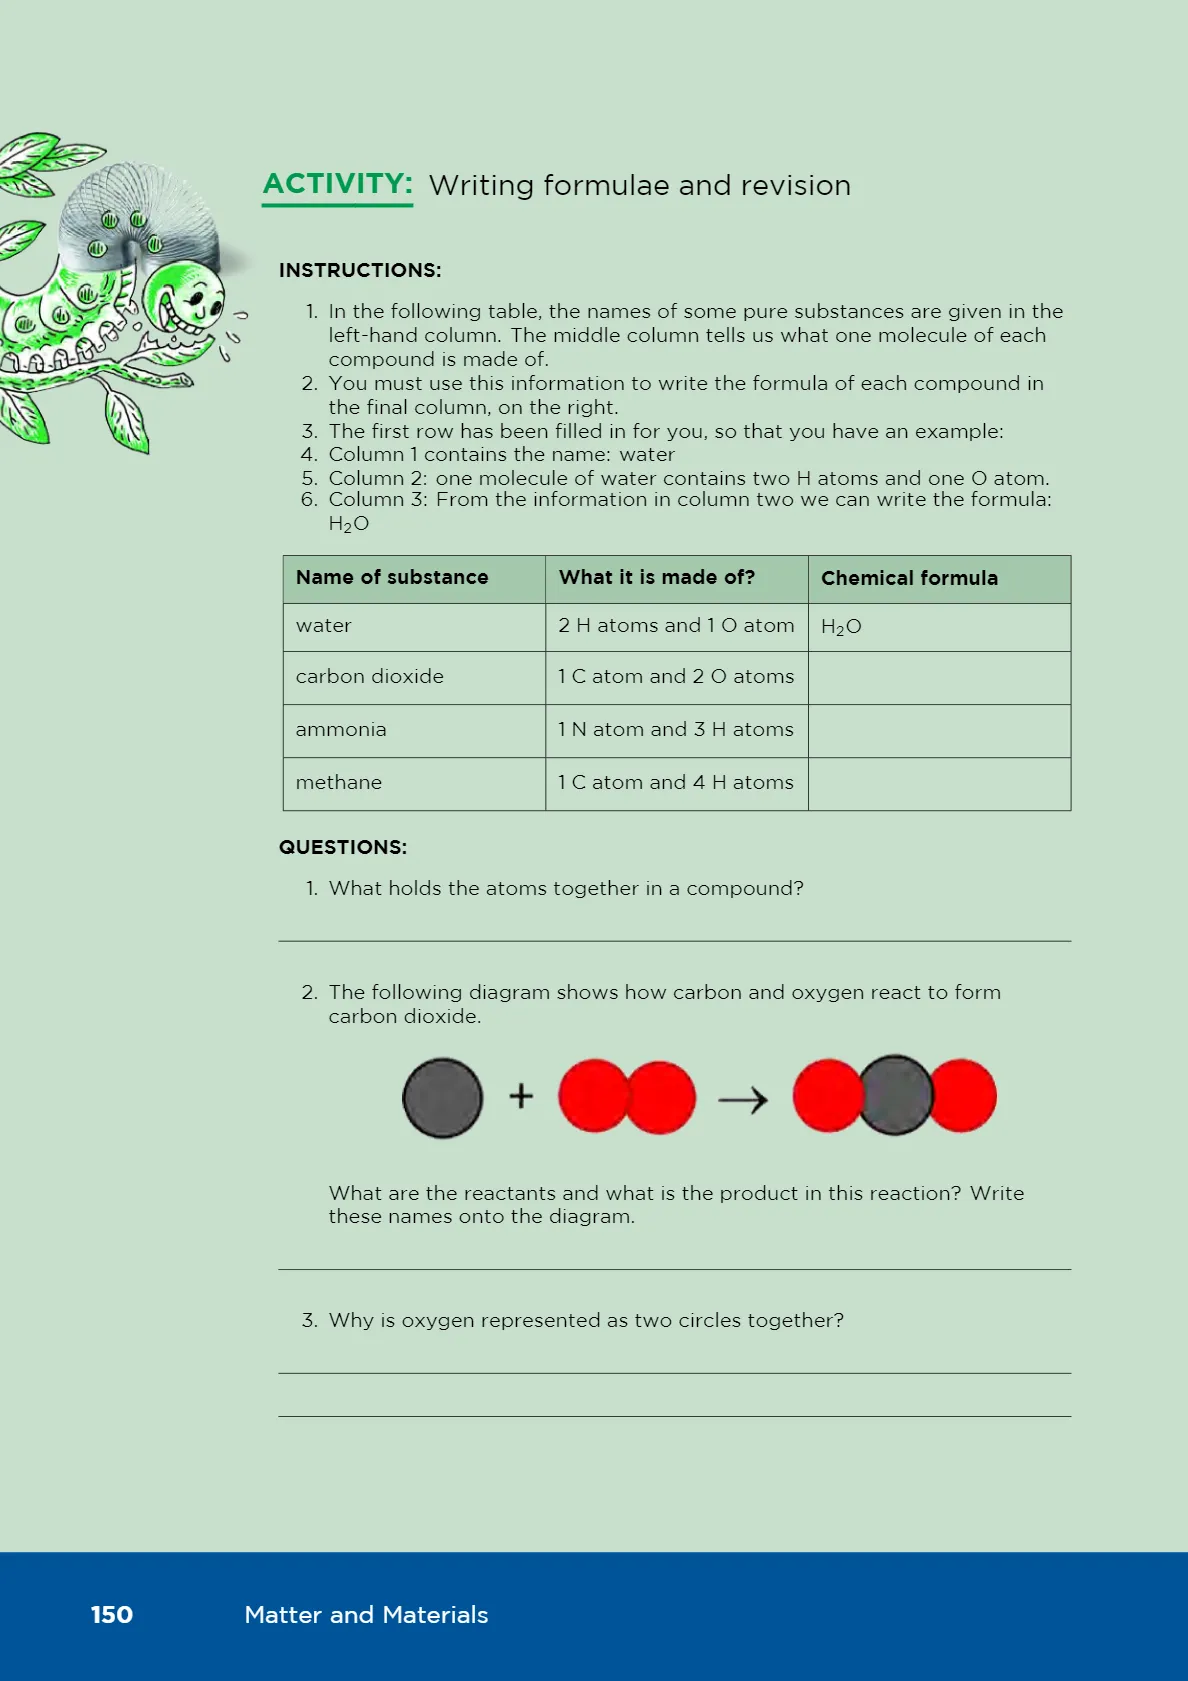 ACTIVITY: Writing formulae and revision
INSTRUCTIONS:
1. In the following table, the names of some pure substances are given in the
left-hand column. The middle column tells us what one molecule of each
compound is made of.
2. You must use this information to write the formula of each compound in
the final column, on the right.
3. The first row has been filled in for you, so that you have an example:
4. Column 1 contains the name: water
5. Column 2: one molecule of water contains two H atoms and one O atom.
6. Column 3: From the information in column two we can write the formula:
H₂O
Name of substance What it is made of? Chemical formula
water 2 H atoms and 1 O atom H₂O
carbon dioxide 1 C atom and 2 O atoms
ammonia 1 N atom and 3 H atoms
methane 1 C atom and 4 H atoms
QUESTIONS:
1. What holds the atoms together in a compound?
2. The following diagram shows how carbon and oxygen react to form
carbon dioxide.
+ →
What are the reactants and what is the product in this reaction? Write
these names onto the diagram.
3. Why is oxygen represented as two circles together?
150 Matter and Materials